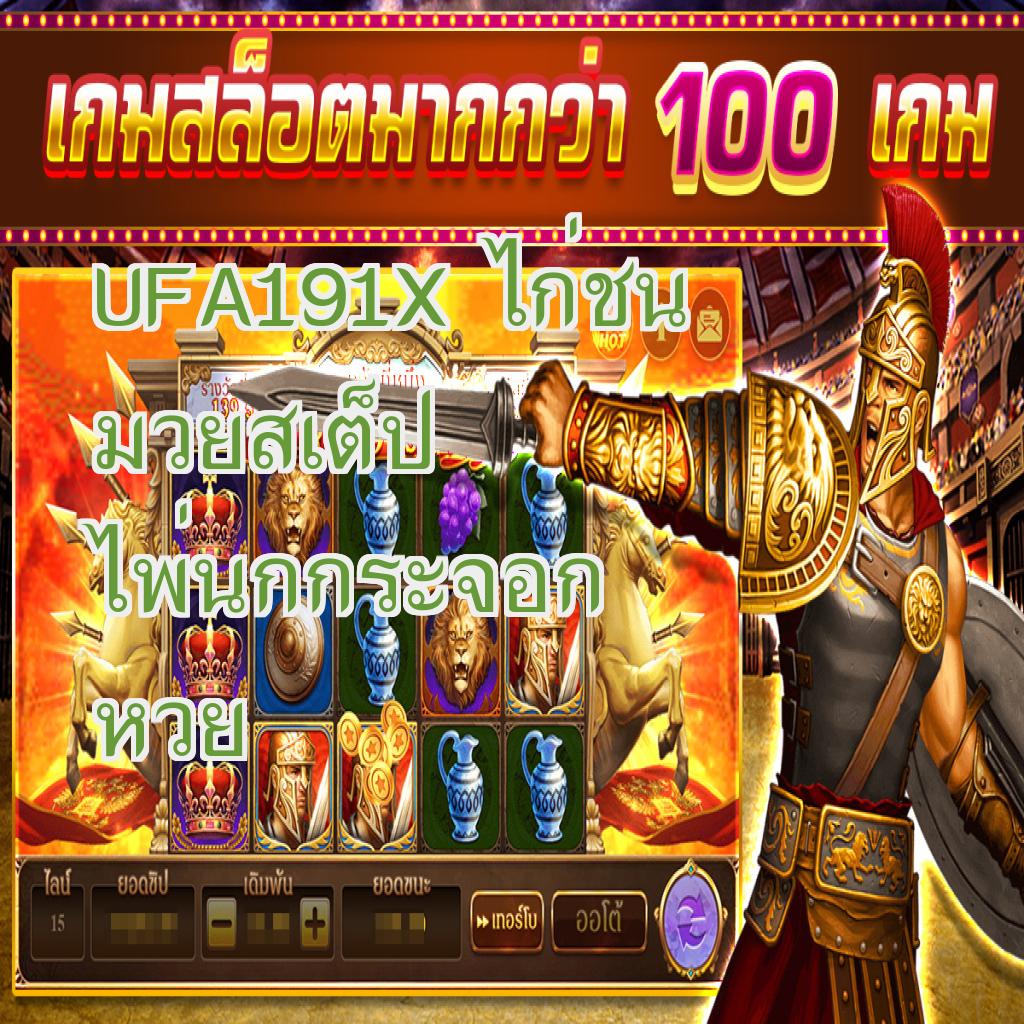 เกมสล็อตมากกว่า 100 เกม
UFA191X ไก่ชน
HOT
มวยสเต็ป
ไพ่นกกระจอก
หวย
ไลน์ ยอดชิป เดิมพัน ยอดชนะ
15
เทอร์โบ ออโต้